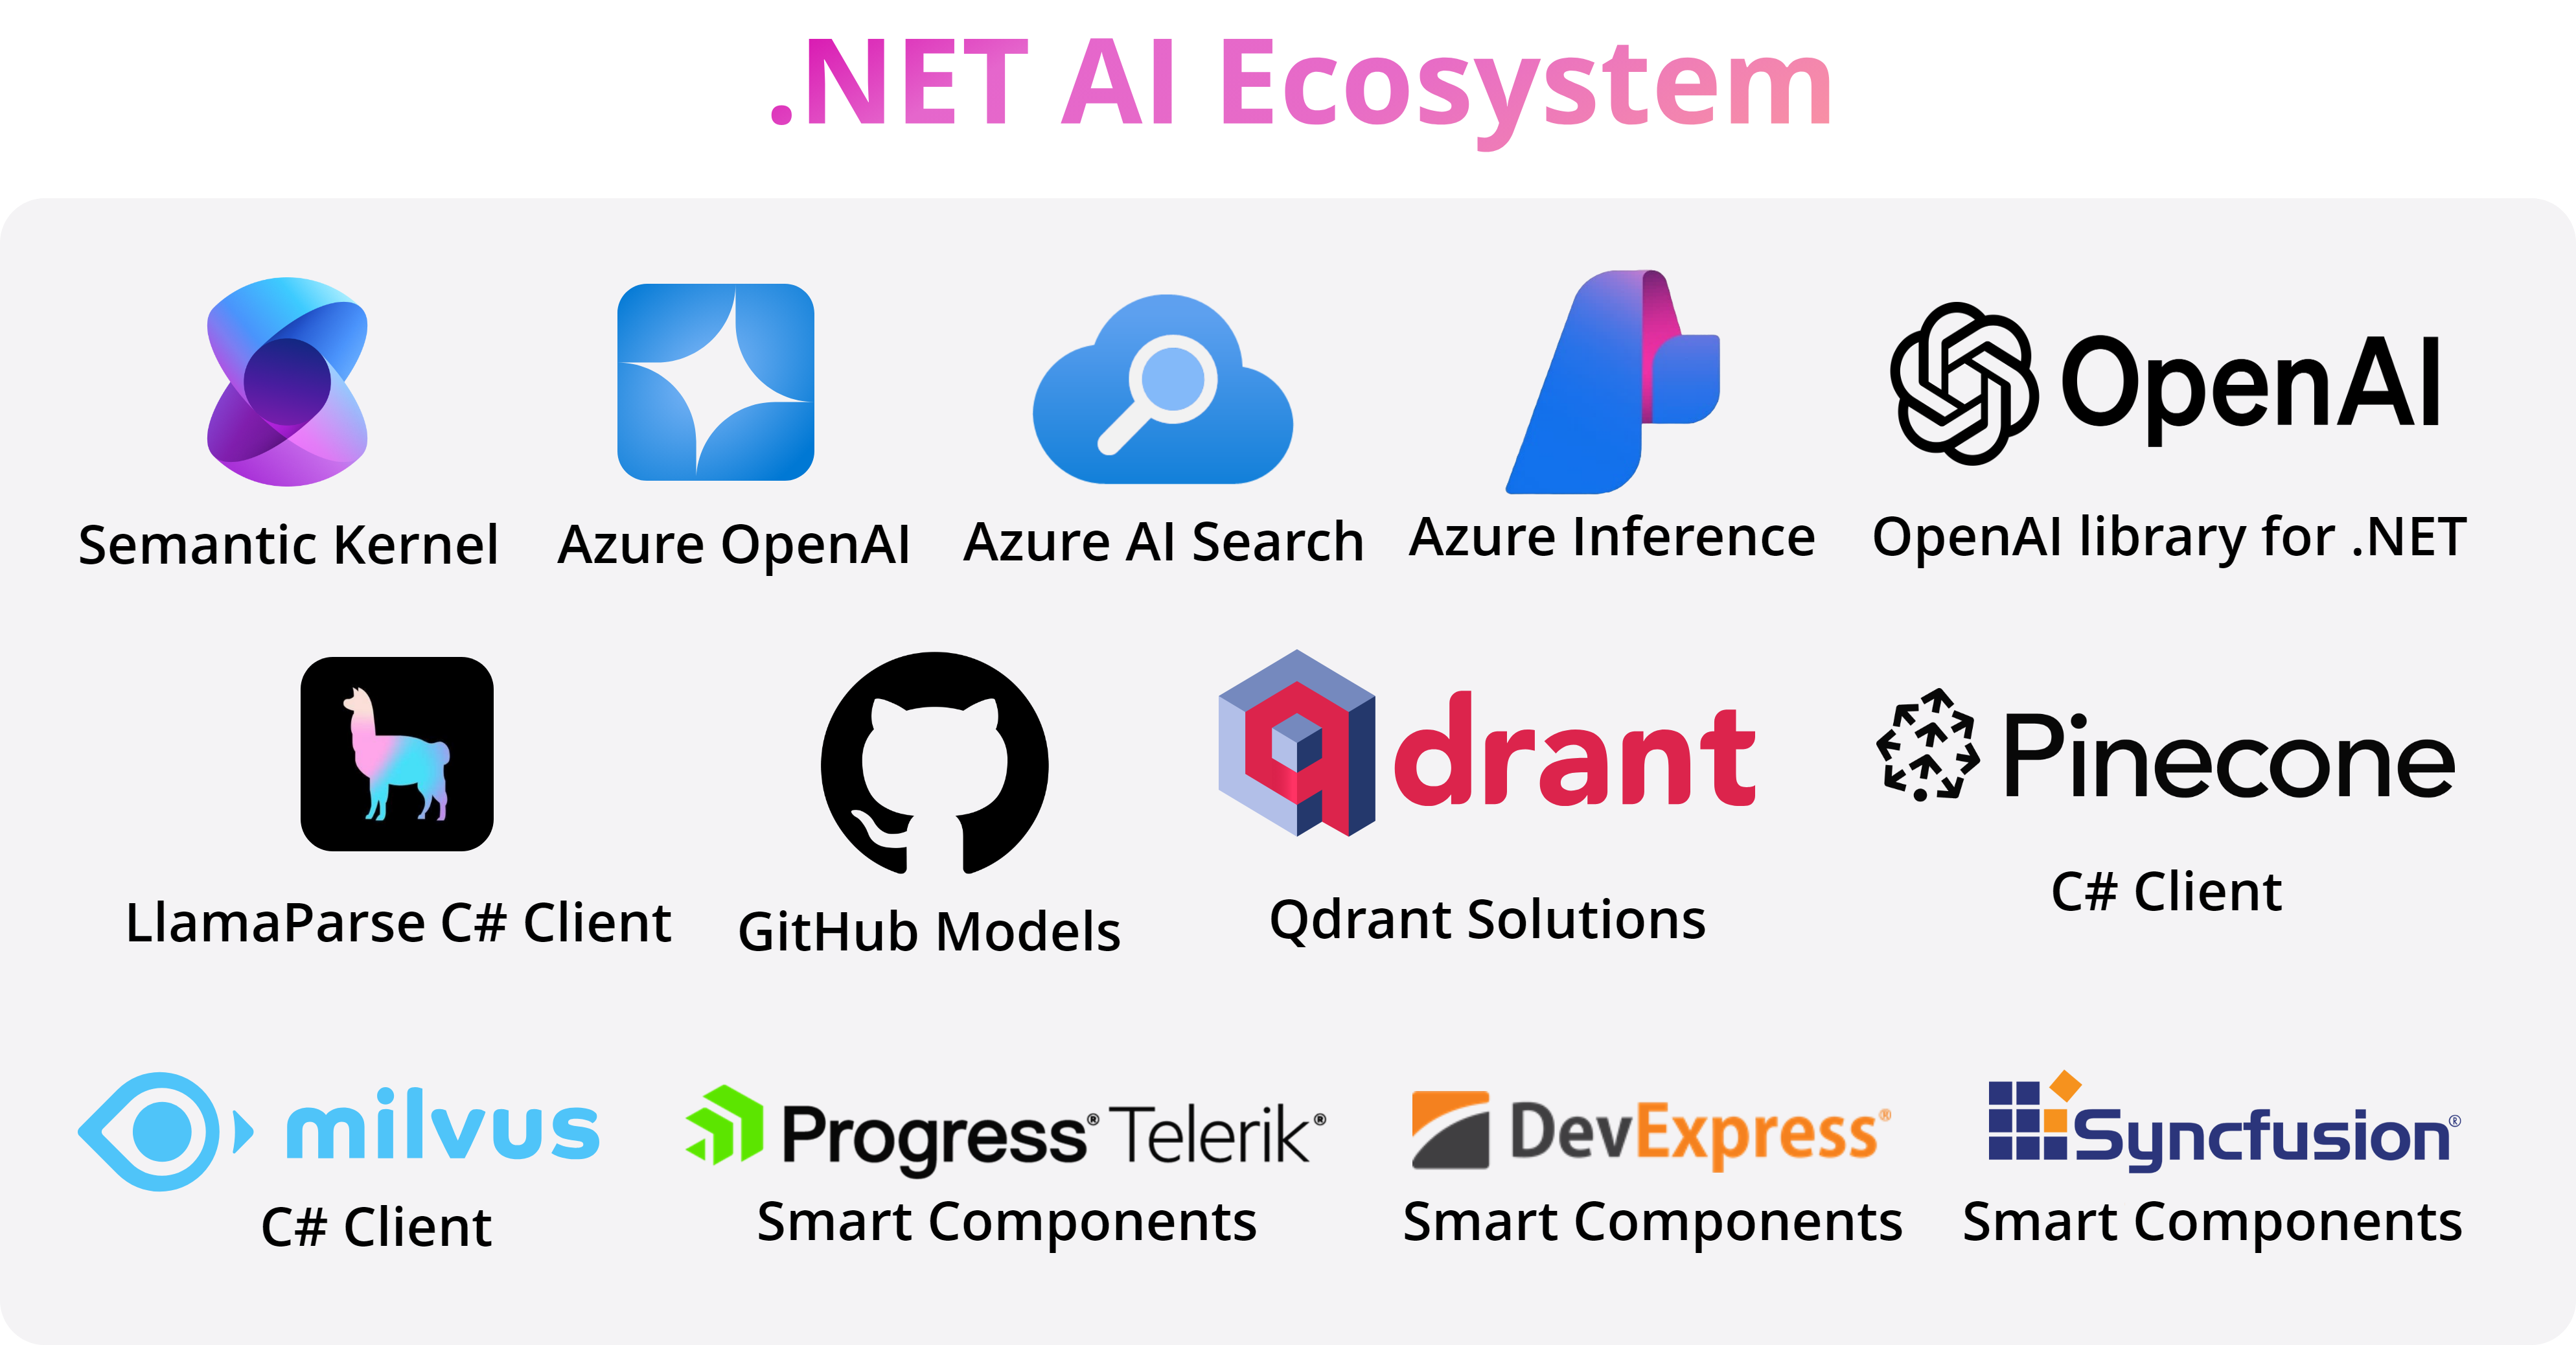 .NET AI Ecosystem
OpenAI
Semantic Kernel
Azure OpenAI
Azure AI Search
Azure Inference
OpenAI library for .NET
qdrant
Pinecone
LlamaParse C# Client
GitHub Models
Qdrant Solutions
C# Client
milvus
Progress® Telerik®
DevExpress®
Syncfusion®
C# Client
Smart Components
Smart Components
Smart Components